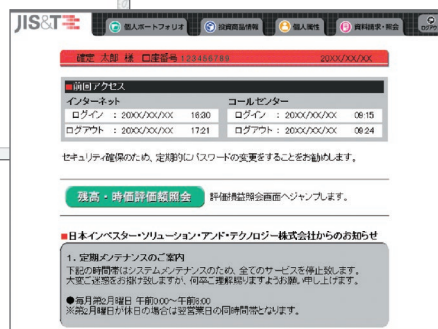 JIS&T
個人ポートフォリオ
投資商品情報
個人属性
資料請求・照会
確定 太郎 様 口座番号 123456789 20XX/XX/XX
■前回アクセス
インターネット コールセンター
ログイン : 20XX/XX/XX 16:30 ログイン : 20XX/XX/XX 09:15
ログアウト : 20XX/XX/XX 17:21 ログアウト : 20XX/XX/XX 09:24
セキュリティ確保のため、定期的にパスワードの変更をすることをお勧めします。
残高・時価評価額照会 評価損益照会画面へジャンプします。
■日本インベスター・ソリューション・アンド・テクノロジー株式会社からのお知らせ
1. 定期メンテナンスのご案内
下記の時間帯はシステムメンテナンスのため、全てのサービスを停止致します。
大変ご迷惑をお掛け致しますが、何卒ご理解賜りますようお願い申し上げます。
●毎月第2月曜日 午前0:00～午前6:00
※第2月曜日が休日の場合は翌営業日の同時間帯となります。